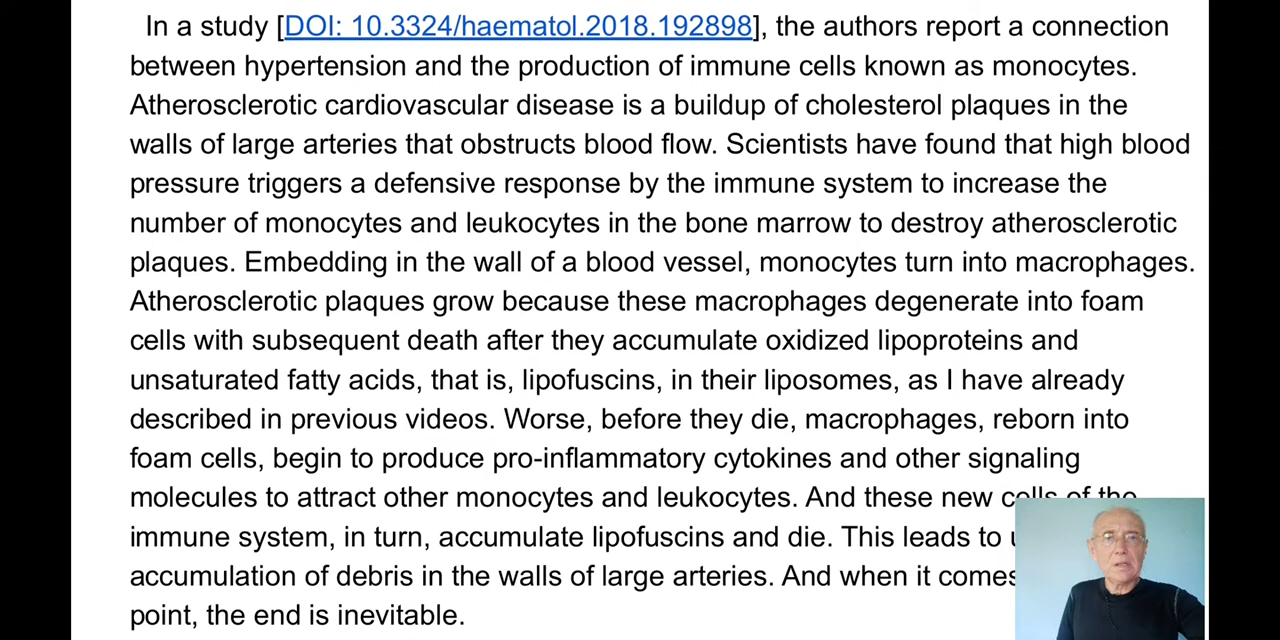 In a study [DOI: 10.3324/haematol.2018.192898], the authors report a connection
between hypertension and the production of immune cells known as monocytes.
Atherosclerotic cardiovascular disease is a buildup of cholesterol plaques in the
walls of large arteries that obstructs blood flow. Scientists have found that high blood
pressure triggers a defensive response by the immune system to increase the
number of monocytes and leukocytes in the bone marrow to destroy atherosclerotic
plaques. Embedding in the wall of a blood vessel, monocytes turn into macrophages.
Atherosclerotic plaques grow because these macrophages degenerate into foam
cells with subsequent death after they accumulate oxidized lipoproteins and
unsaturated fatty acids, that is, lipofuscins, in their liposomes, as I have already
described in previous videos. Worse, before they die, macrophages, reborn into
foam cells, begin to produce pro-inflammatory cytokines and other signaling
molecules to attract other monocytes and leukocytes. And these new cells of the
immune system, in turn, accumulate lipofuscins and die. This leads to
accumulation of debris in the walls of large arteries. And when it comes
point, the end is inevitable.